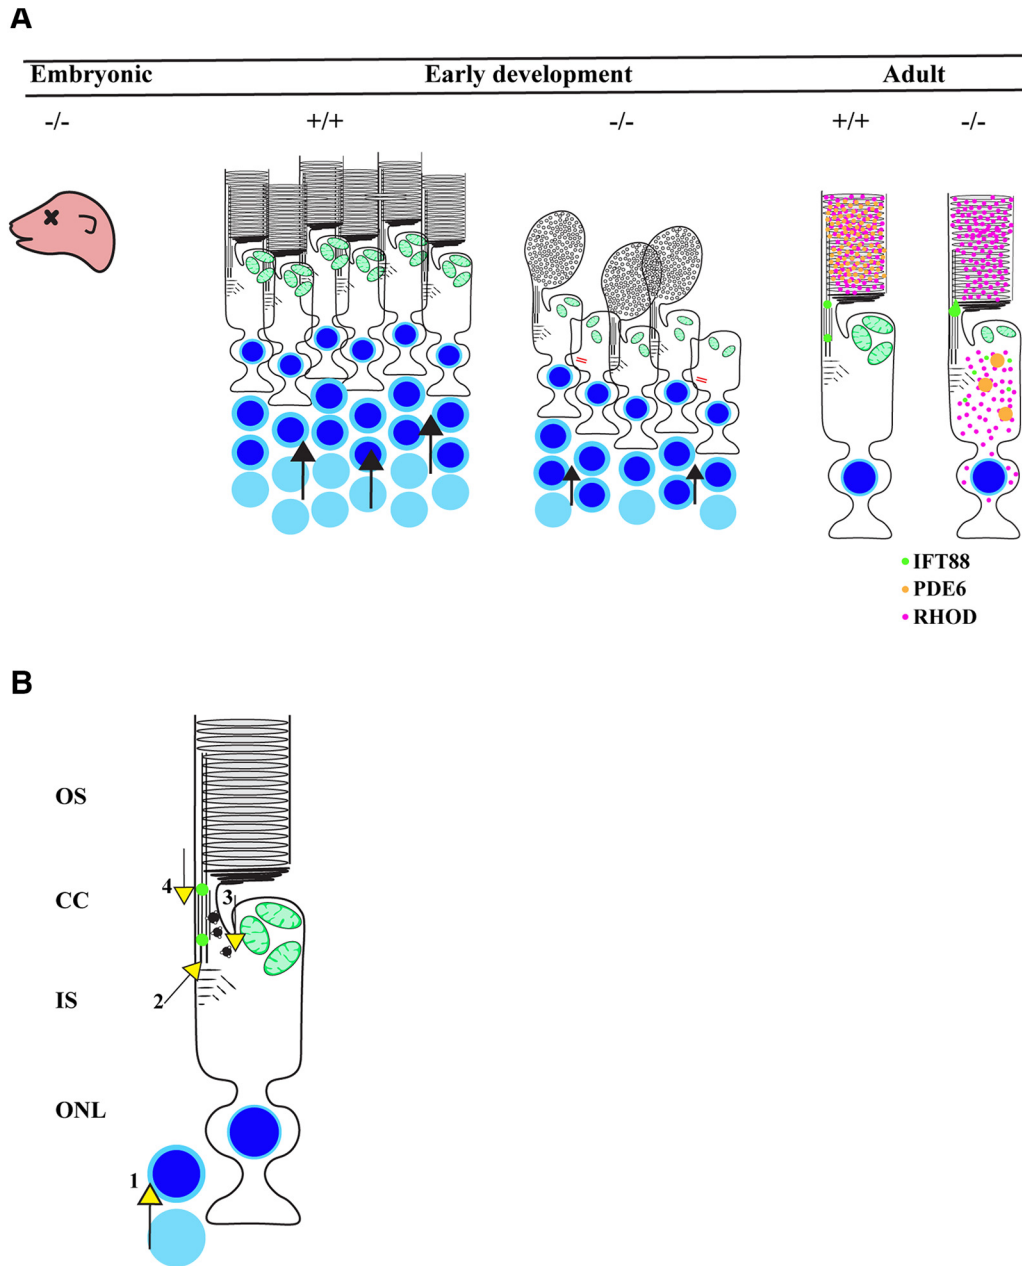 A
Embryonic Early development Adult
-/- +/+ -/- +/+ -/-
IFT88
PDE6
RHOD
B
OS
4 CC 3
2 IS
ONL
1